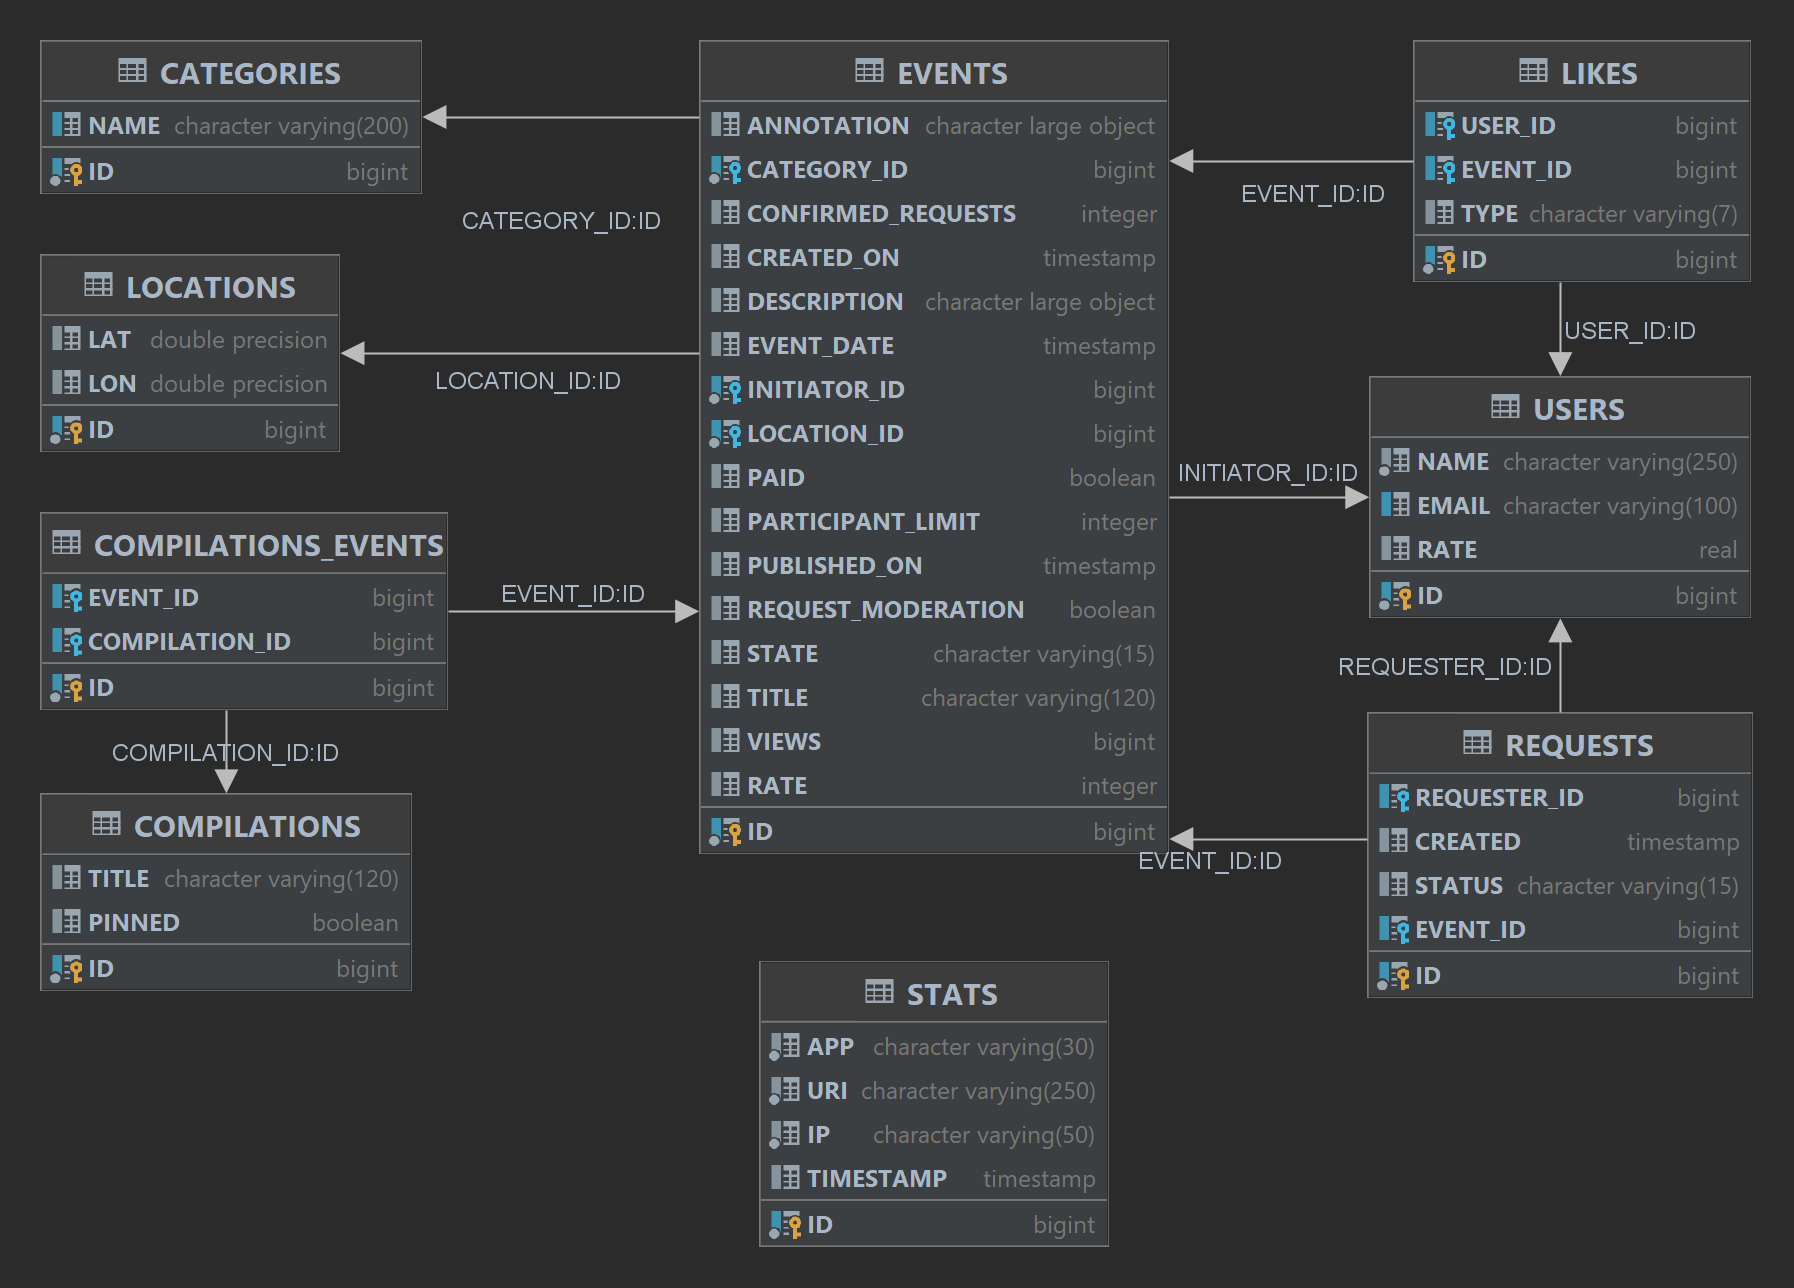 CATEGORIES
NAME character varying(200)
ID bigint
CATEGORY_ID:ID
LOCATIONS
LAT double precision
LON double precision
ID bigint
LOCATION_ID:ID
COMPILATIONS_EVENTS
EVENT_ID bigint
COMPILATION_ID bigint
ID bigint
EVENT_ID:ID
COMPILATION_ID:ID
COMPILATIONS
TITLE character varying(120)
PINNED boolean
ID bigint
EVENTS
ANNOTATION character large object
CATEGORY_ID bigint
CONFIRMED_REQUESTS integer
CREATED_ON timestamp
DESCRIPTION character large object
EVENT_DATE timestamp
INITIATOR_ID bigint
LOCATION_ID bigint
PAID boolean
PARTICIPANT_LIMIT integer
PUBLISHED_ON timestamp
REQUEST_MODERATION boolean
STATE character varying(15)
TITLE character varying(120)
VIEWS bigint
RATE integer
ID bigint
STATS
APP character varying(30)
URI character varying(250)
IP character varying(50)
TIMESTAMP timestamp
ID bigint
LIKES
USER_ID bigint
EVENT_ID bigint
TYPE character varying(7)
ID bigint
EVENT_ID:ID
USER_ID:ID
USERS
NAME character varying(250)
EMAIL character varying(100)
RATE real
ID bigint
INITIATOR_ID:ID
REQUESTER_ID:ID
REQUESTS
REQUESTER_ID bigint
CREATED timestamp
STATUS character varying(15)
EVENT_ID bigint
ID bigint
EVENT_ID:ID